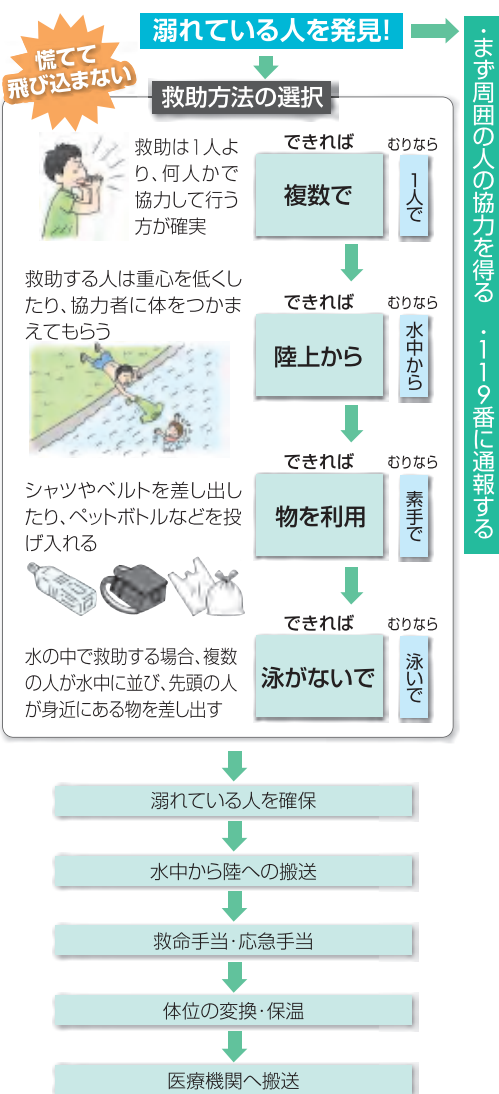 慌てて
飛び込まない
溺れている人を発見!
・まず周囲の人の協力を得る ・119番に通報する
救助方法の選択
救助は1人よ
り、何人かで
協力して行う
方が確実
できれば
複数で
むりなら
1人で
救助する人は重心を低くし
たり、協力者に体をつかま
えてもらう
できれば
陸上から
むりなら
水中から
シャツやベルトを差し出し
たり、ペットボトルなどを投
げ入れる
できれば
物を利用
むりなら
素手で
水の中で救助する場合、複数
の人が水中に並び、先頭の人
が身近にある物を差し出す
できれば
泳がないで
むりなら
泳いで
溺れている人を確保
水中から陸への搬送
救命手当・応急手当
体位の変換・保温
医療機関へ搬送